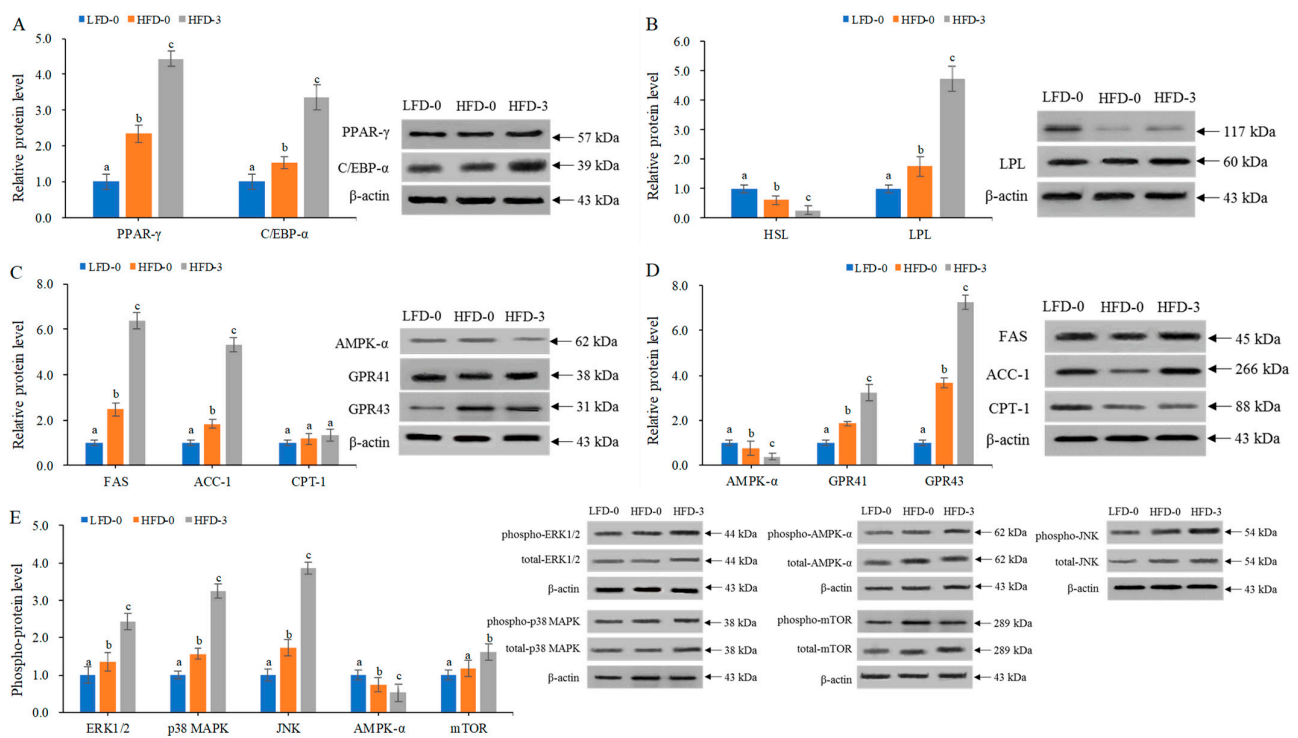 A
LFD-0 HFD-0 HFD-3
Relative protein level
5.0
4.0
3.0
2.0
1.0
0.0
a b c a b c
PPAR-γ C/EBP-α
LFD-0 HFD-0 HFD-3
PPAR-γ 57 kDa
C/EBP-α 39 kDa
β-actin 43 kDa
B
LFD-0 HFD-0 HFD-3
Relative protein level
6.0
5.0
4.0
3.0
2.0
1.0
0.0
a b c a b c
HSL LPL
LFD-0 HFD-0 HFD-3
117 kDa
LPL 60 kDa
β-actin 43 kDa
C
LFD-0 HFD-0 HFD-3
Relative protein level
8.0
6.0
4.0
2.0
0.0
a b c a b c a a a
FAS ACC-1 CPT-1
LFD-0 HFD-0 HFD-3
AMPK-α 62 kDa
GPR41 38 kDa
GPR43 31 kDa
β-actin 43 kDa
D
LFD-0 HFD-0 HFD-3
Relative protein level
8.0
6.0
4.0
2.0
0.0
a b c a b c a b c
AMPK-α GPR41 GPR43
LFD-0 HFD-0 HFD-3
FAS 45 kDa
ACC-1 266 kDa
CPT-1 88 kDa
β-actin 43 kDa
E
LFD-0 HFD-0 HFD-3
Phospho-protein level
5.0
4.0
3.0
2.0
1.0
0.0
a b c a b c a b c a b c a a b
ERK1/2 p38 MAPK JNK AMPK-α mTOR
LFD-0 HFD-0 HFD-3
phospho-ERK1/2 44 kDa
total-ERK1/2 44 kDa
β-actin 43 kDa
phospho-p38 MAPK 38 kDa
total-p38 MAPK 38 kDa
β-actin 43 kDa
LFD-0 HFD-0 HFD-3
phospho-AMPK-α 62 kDa
total-AMPK-α 62 kDa
β-actin 43 kDa
phospho-mTOR 289 kDa
total-mTOR 289 kDa
β-actin 43 kDa
LFD-0 HFD-0 HFD-3
phospho-JNK 54 kDa
total-JNK 54 kDa
β-actin 43 kDa